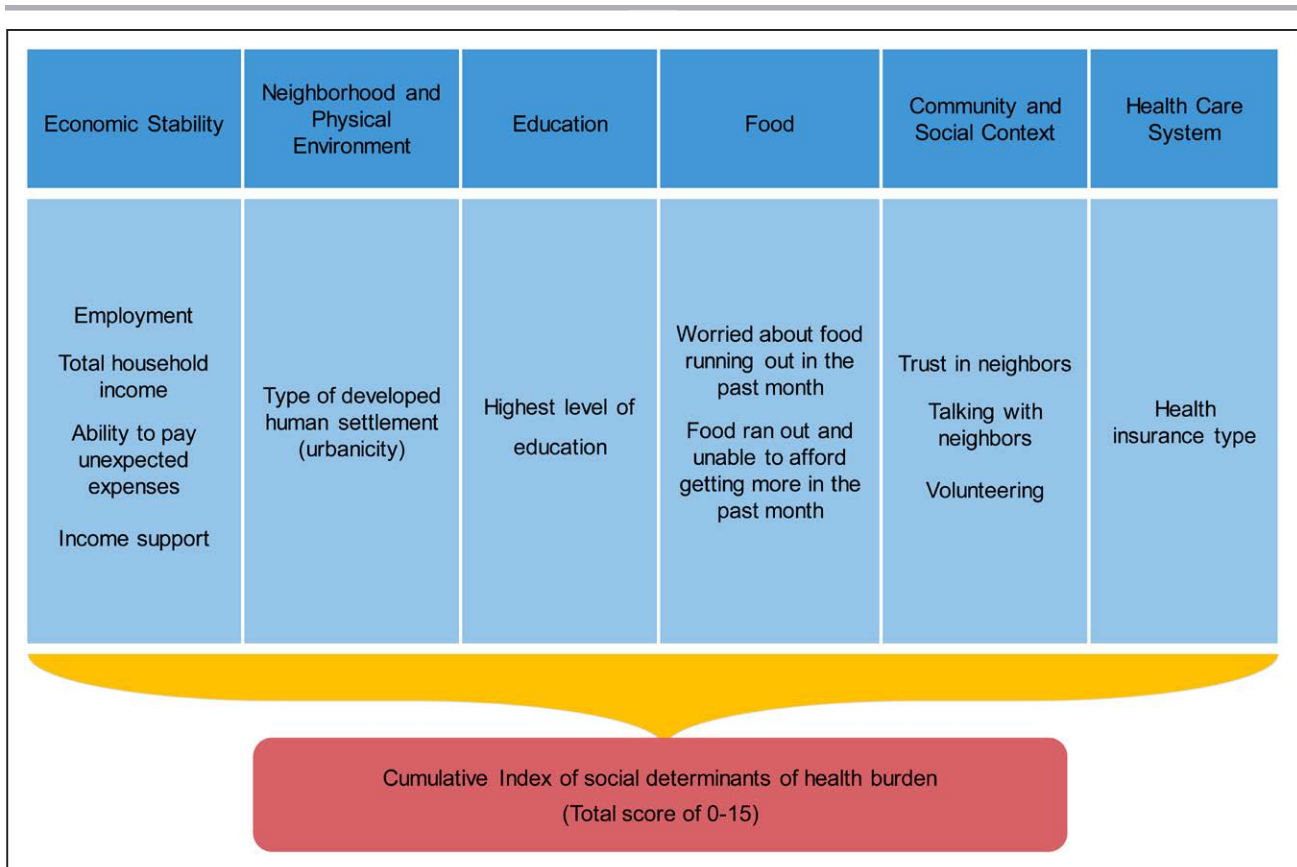 Economic Stability
Neighborhood and
Physical
Environment
Education
Food
Community and
Social Context
Health Care
System
Employment
Total household
income
Ability to pay
unexpected
expenses
Income support
Type of developed
human settlement
(urbanicity)
Highest level of
education
Worried about food
running out in the
past month
Food ran out and
unable to afford
getting more in the
past month
Trust in neighbors
Talking with
neighbors
Volunteering
Health
insurance type
Cumulative Index of social determinants of health burden
(Total score of 0-15)